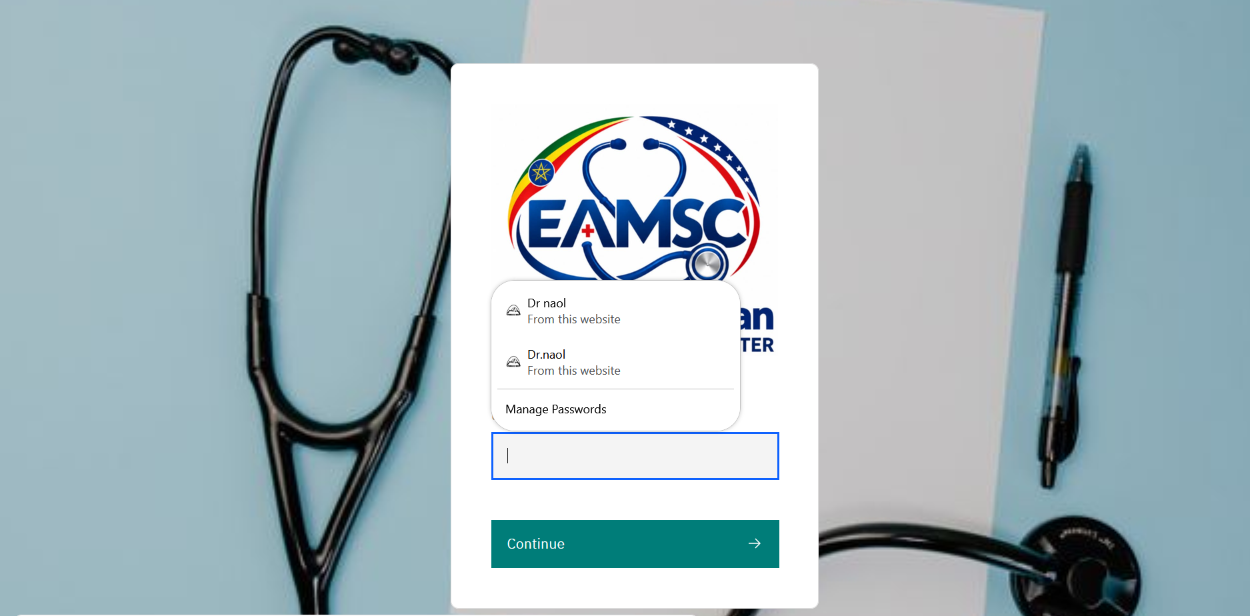 EAMSC
Dr naol
From this website
an
Dr.naol
TER
From this website
Manage Passwords
Continue